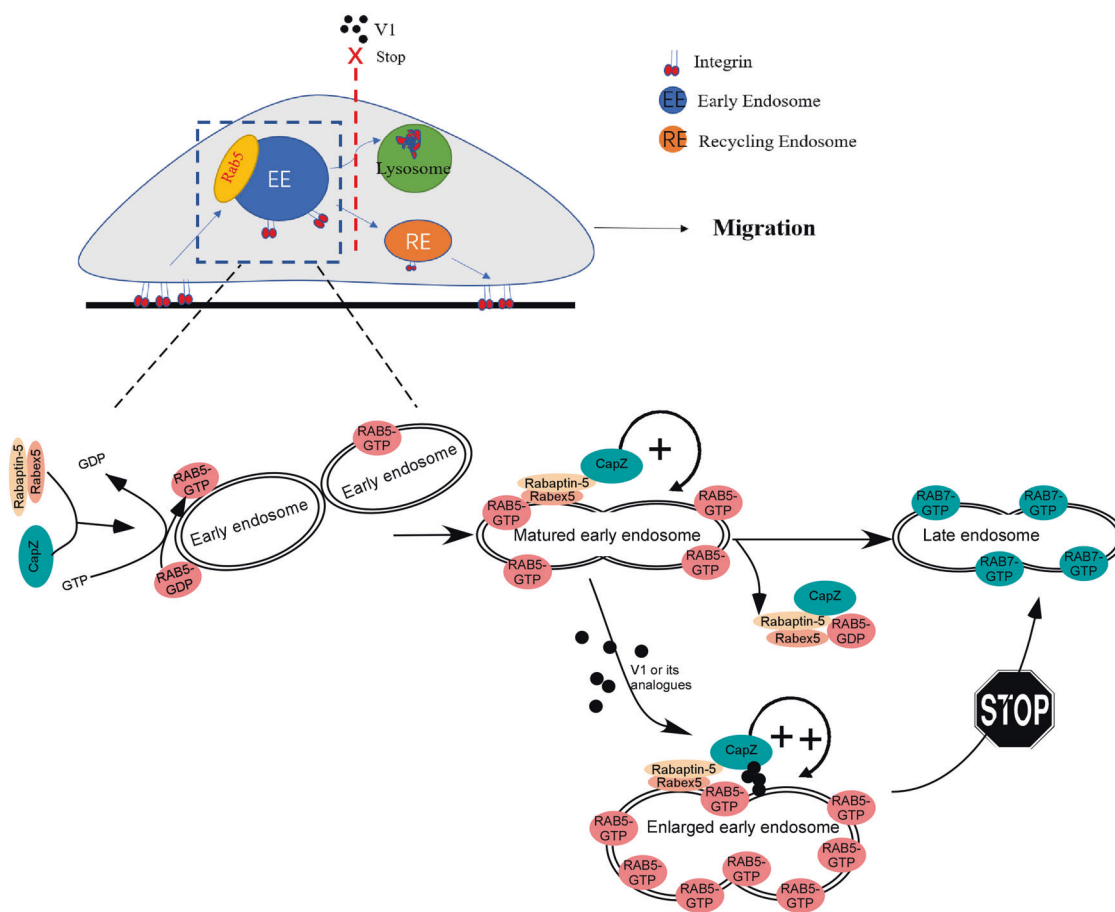 V1
X
Stop
Integrin
EE
Early Endosome
RE
Recycling Endosome
Rab5
EE
Lysosome
RE
Migration
Rabaptin-5
Rabex5
CapZ
GDP
GTP
RAB5-
GTP
RAB5-
GDP
Early endosome
RAB5-
GTP
Early endosome
CapZ
+
Rabaptin-5
Rabex5
RAB5-
GTP
RAB5-
GTP
Matured early endosome
RAB5-
GTP
RAB5-
GTP
RAB7-
GTP
RAB7-
GTP
Late endosome
RAB7-
GTP
RAB7-
GTP
CapZ
Rabaptin-5
Rabex5
RAB5-
GDP
V1 or its
analogues
STOP
CapZ
++
Rabaptin-5
Rabex5
RAB5-
GTP
RAB5-
GTP
RAB5-
GTP
Enlarged early endosome
RAB5-
GTP
RAB5-
GTP
RAB5-
GTP
RAB5-
GTP
RAB5-
GTP